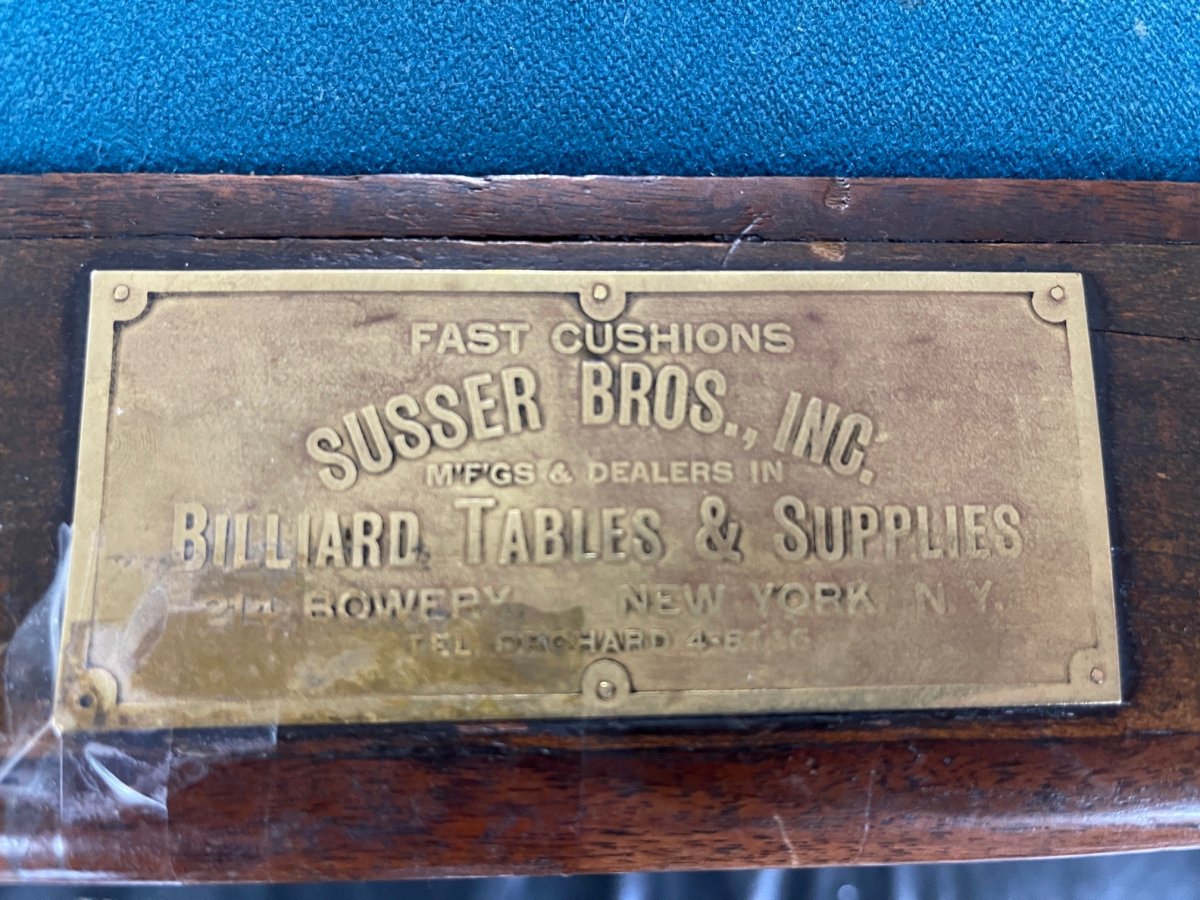 FAST CUSHIONS
SUSSER BROS., INC.
M'F'GS & DEALERS IN
BILLIARD TABLES & SUPPLIES
BOWERY NEW YORK N.Y.
TEL. ORCHARD